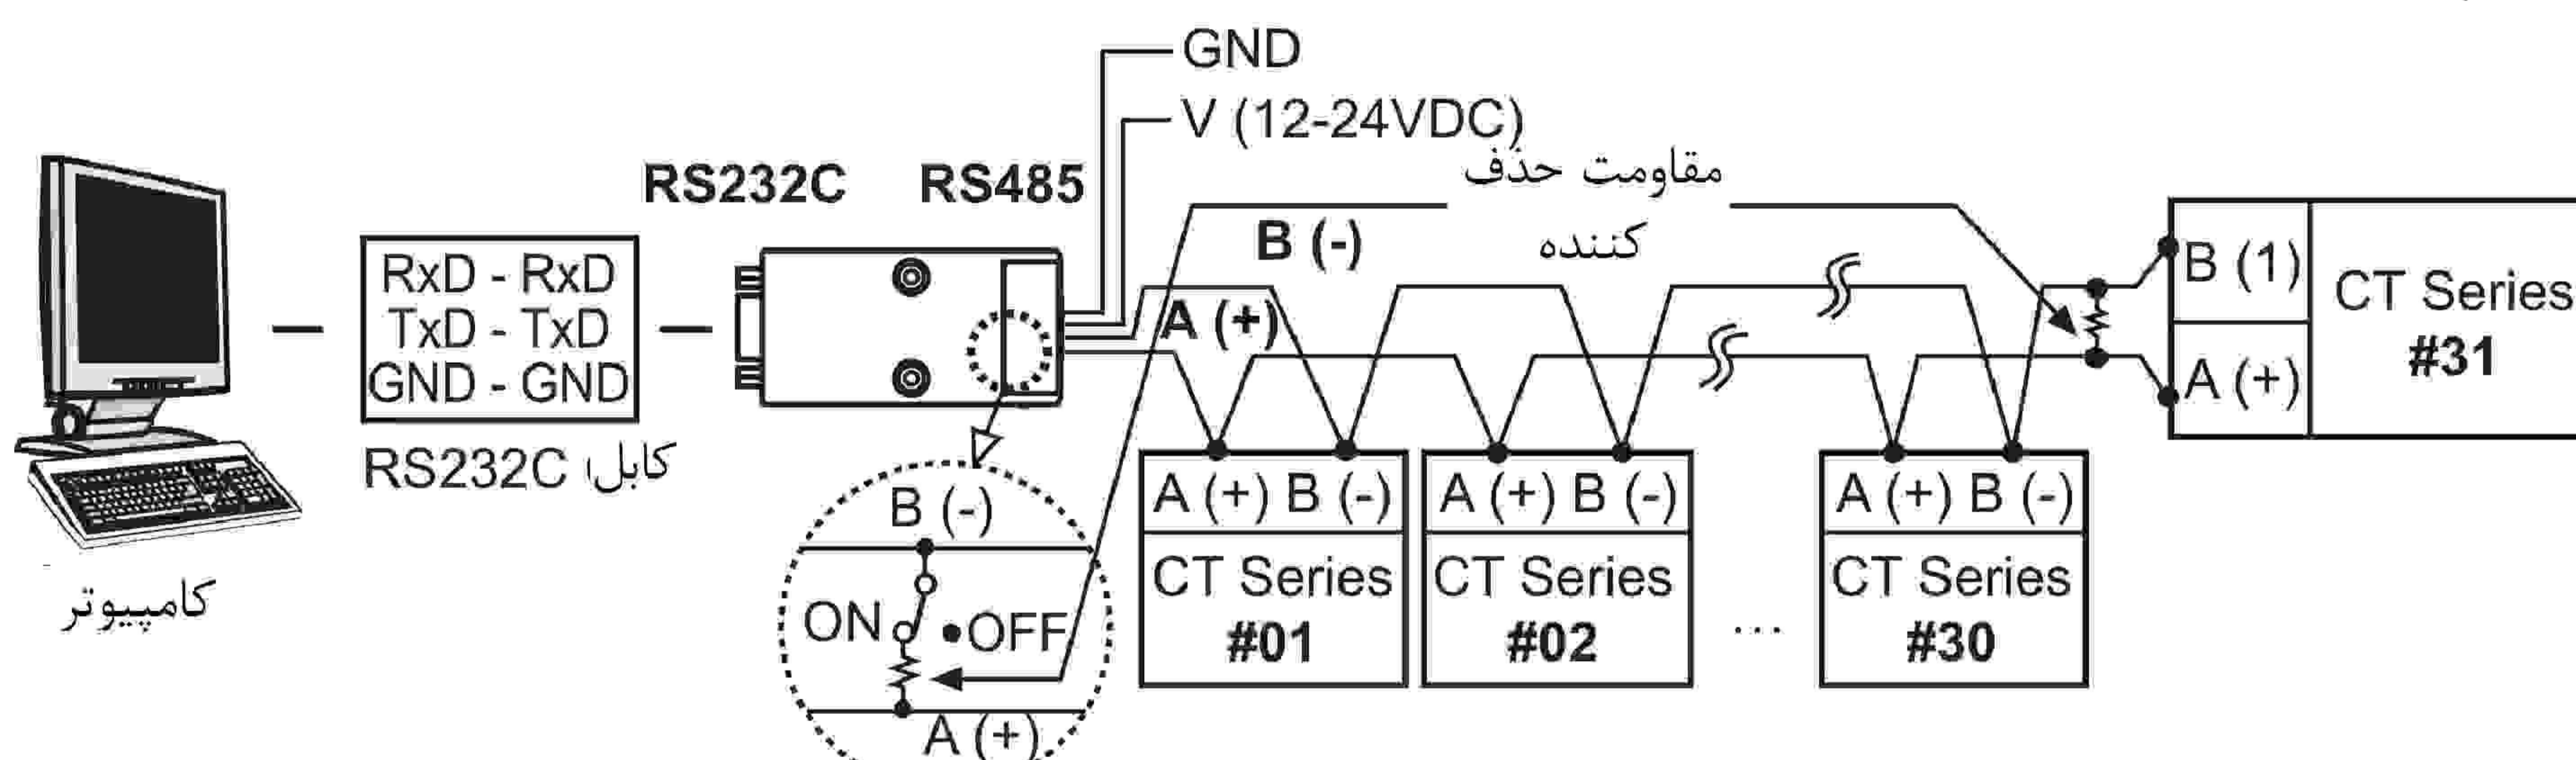 GND
V (12-24VDC)
RS232C RS485
مقاومت حذف
کننده
B (-)
A (+)
RxD - RxD
TxD - TxD
GND - GND
کابل RS232C
کامپیوتر
B (-)
ON OFF
A (+)
A (+) B (-)
CT Series
#01
A (+) B (-)
CT Series
#02
...
A (+) B (-)
CT Series
#30
B (1)
A (+)
CT Series
#31